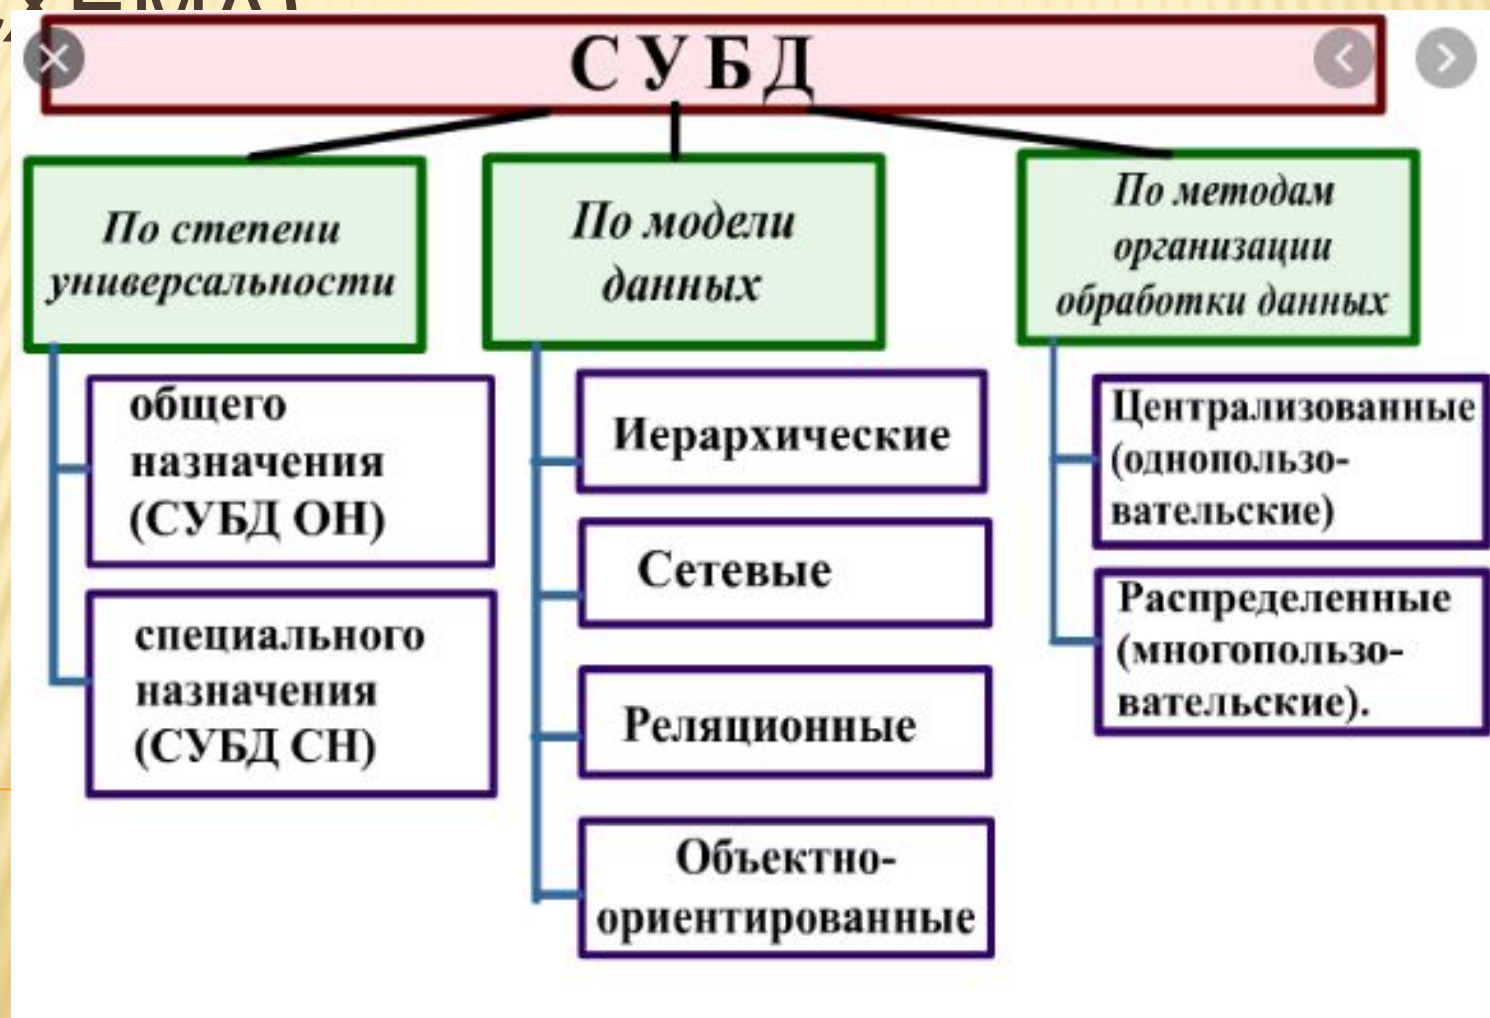 СУБД
По степени
универсальности
общего
назначения
(СУБД ОН)
специального
назначения
(СУБД СН)
По модели
данных
Иерархические
Сетевые
Реляционные
Объектно-
ориентированные
По методам
организации
обработки данных
Централизованные
(однопользо-
вательские)
Распределенные
(многопользо-
вательские).